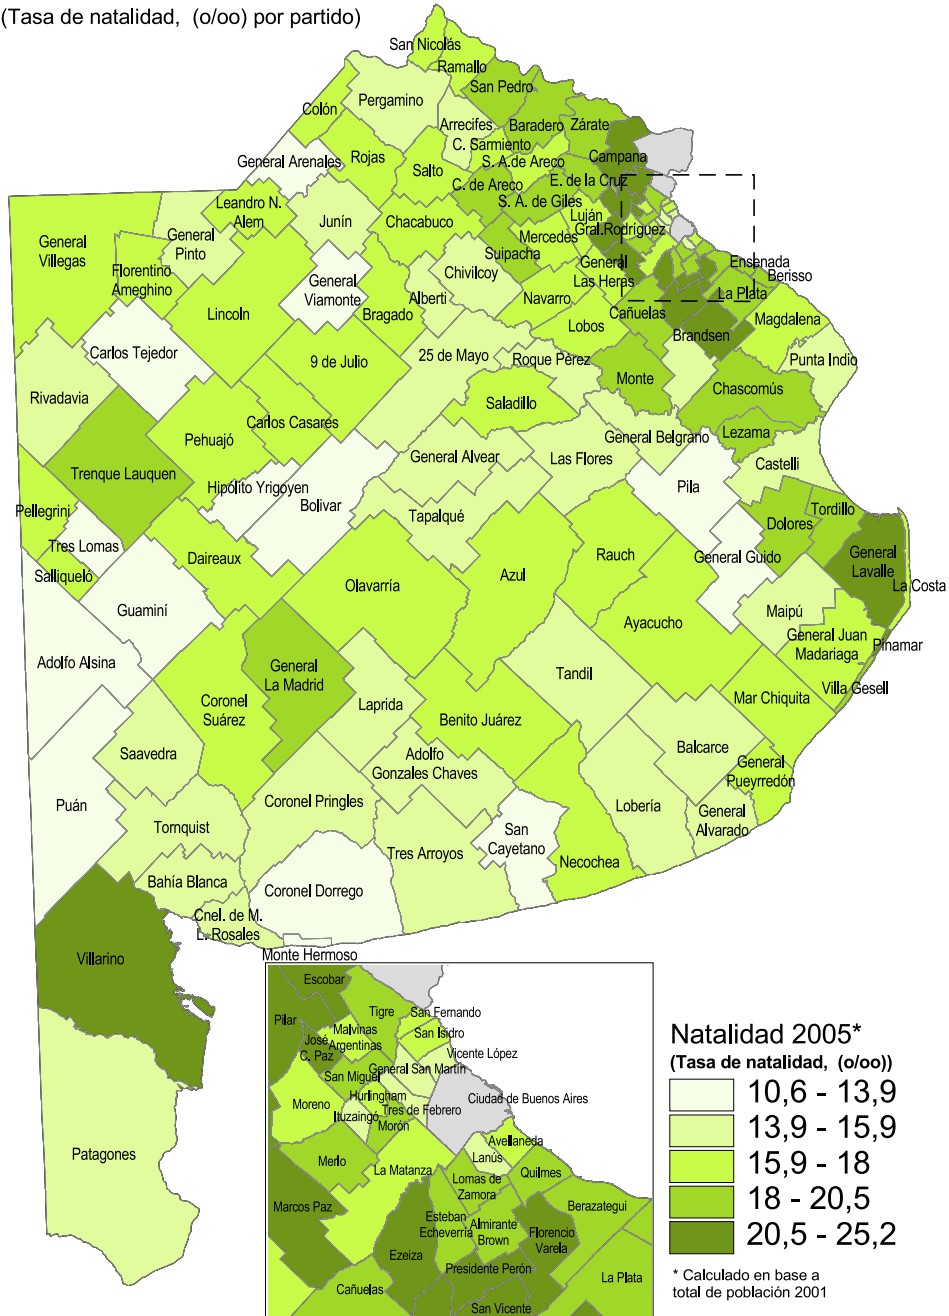 (Tasa de natalidad, (o/oo) por partido)
San Nicolás
Ramallo
San Pedro
Colón
Pergamino
Arrecifes
Baradero
Zárate
C. Sarmiento
Campana
General Arenales
Rojas
Salto
S. A.de Areco
C. de Areco
E. de la Cruz
Leandro N.
Alem
S. A. de Giles
Junín
Chacabuco
Luján
General
Pinto
Mercedes
Gral.Rodríguez
General
Villegas
Suipacha
Florentino
Ameghino
General
Viamonte
Chivilcoy
General
Las Heras
Ensenada
Berisso
Alberti
Navarro
La Plata
Lincoln
Bragado
Cañuelas
Magdalena
Lobos
Brandsen
Carlos Tejedor
9 de Julio
25 de Mayo
Roque Pérez
Punta Indio
Rivadavia
Monte
Chascomús
Saladillo
Carlos Casares
Pehuajó
General Belgrano
Lezama
General Alvear
Las Flores
Castelli
Trenque Lauquen
Hipólito Yrigoyen
Bolivar
Pila
Pellegrini
Tapalqué
Tordillo
Dolores
Tres Lomas
Daireaux
Rauch
General Guido
General
Lavalle
Salliqueló
Olavarría
Azul
La Costa
Guaminí
Maipú
Ayacucho
General Juan
Madariaga
Pinamar
Adolfo Alsina
General
La Madrid
Tandil
Villa Gesell
Coronel
Suárez
Laprida
Mar Chiquita
Benito Juárez
Saavedra
Adolfo
Gonzales Chaves
Balcarce
General
Pueyrredón
Puán
Coronel Pringles
Lobería
General
Alvarado
Tornquist
San
Cayetano
Tres Arroyos
Necochea
Bahía Blanca
Coronel Dorrego
Cnel. de M.
L. Rosales
Villarino
Monte Hermoso
Patagones
Escobar
Tigre
San Fernando
Pilar
Malvinas
Argentinas
San Isidro
José
C. Paz
Vicente López
General San Martín
San Miguel
Hurlingham
Ciudad de Buenos Aires
Moreno
Ituzaingó
Tres de Febrero
Morón
Avellaneda
Lanús
Merlo
La Matanza
Quilmes
Lomas de
Zamora
Marcos Paz
Berazategui
Esteban
Echeverría
Almirante
Brown
Florencio
Varela
Ezeiza
Presidente Perón
La Plata
Cañuelas
San Vicente
Natalidad 2005*
(Tasa de natalidad, (o/oo))
10,6 - 13,9
13,9 - 15,9
15,9 - 18
18 - 20,5
20,5 - 25,2
* Calculado en base a
total de población 2001